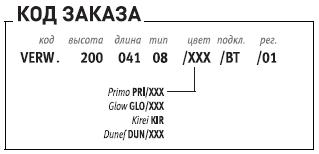 КОД ЗАКАЗА
код высота длина тип цвет подкл. рег.
VERW. 200 041 08 /XXX /BT /01
Primo PRI/XXX
Glow GLO/XXX
Kirei KIR
Dunef DUN/XXX